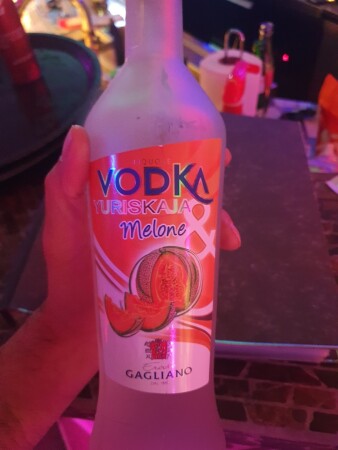 VODKA
YURISKAJA
&
Melone
GAGLIANO